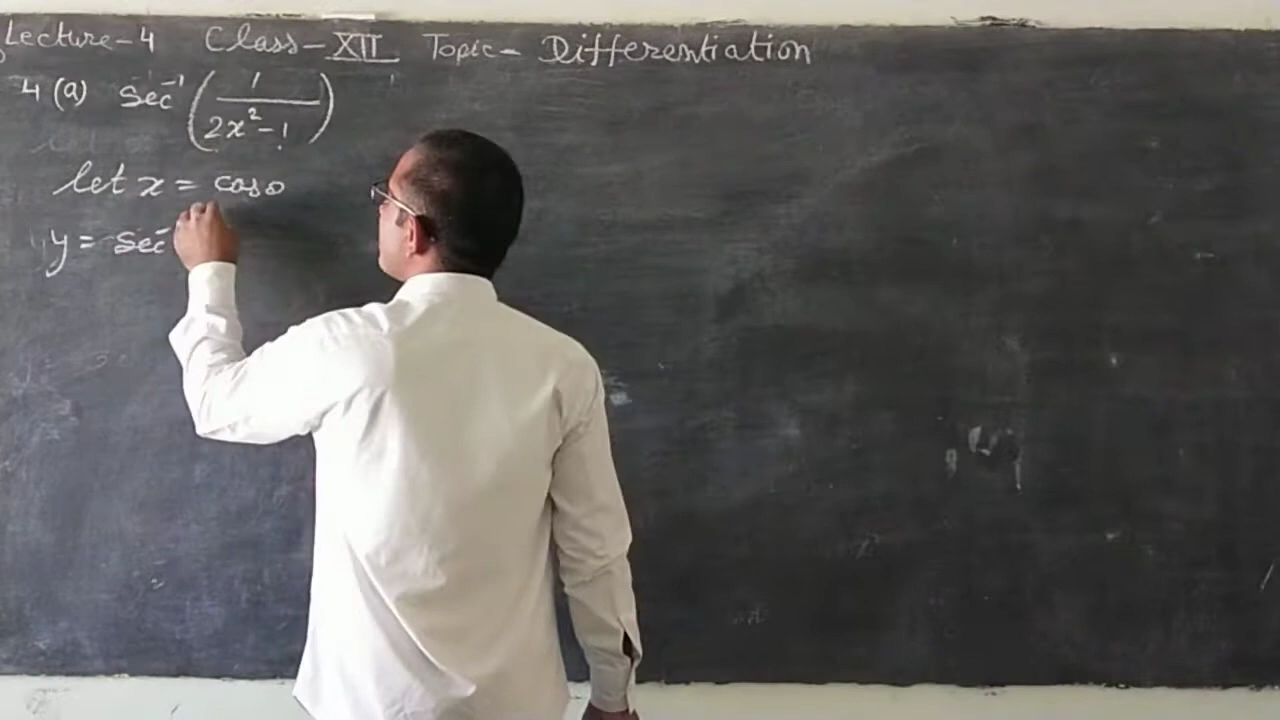 Lecture-4 Class-XII Topic- Differentiation
4(a) Sec⁻¹(1/(2x²-1))
let x = cosθ
y = Sec⁻